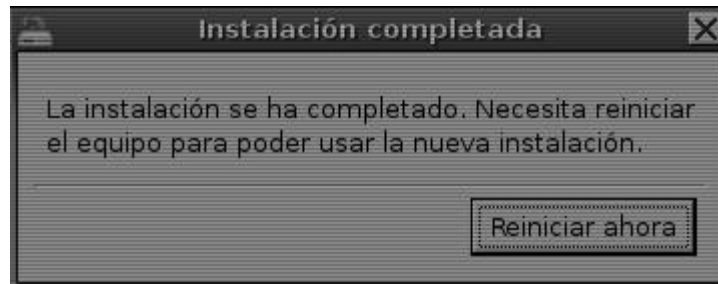 Instalación completada
La instalación se ha completado. Necesita reiniciar
el equipo para poder usar la nueva instalación.
Reiniciar ahora